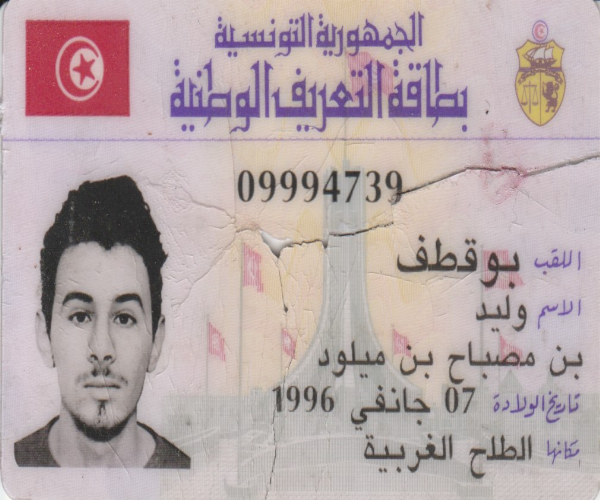 الجمهورية التونسية
بطاقة التعريف الوطنية
09994739
اللقب بوقطف
الاسم وليد
بن مصباح بن ميلود
تاريخ الولادة 07 جانفي 1996
مكانها الطلح الغربية